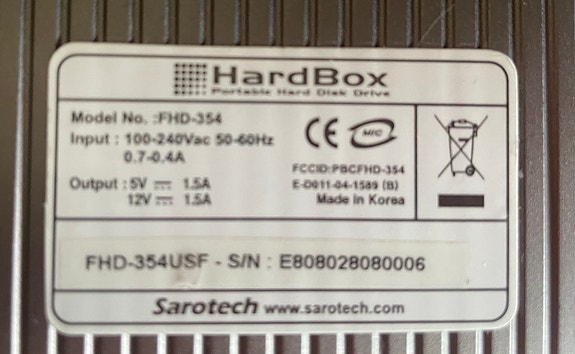 HardBox
Portable Hard Disk Drive
Model No. :FHD-354
Input : 100-240Vac 50-60Hz
0.7-0.4A
Output : 5V ⎓ 1.5A
12V ⎓ 1.5A
CE MIC
FCCID:PBCFHD-354
E-D011-04-1589 (B)
Made in Korea
FHD-354USF - S/N : E808028080006
Sarotech www.sarotech.com